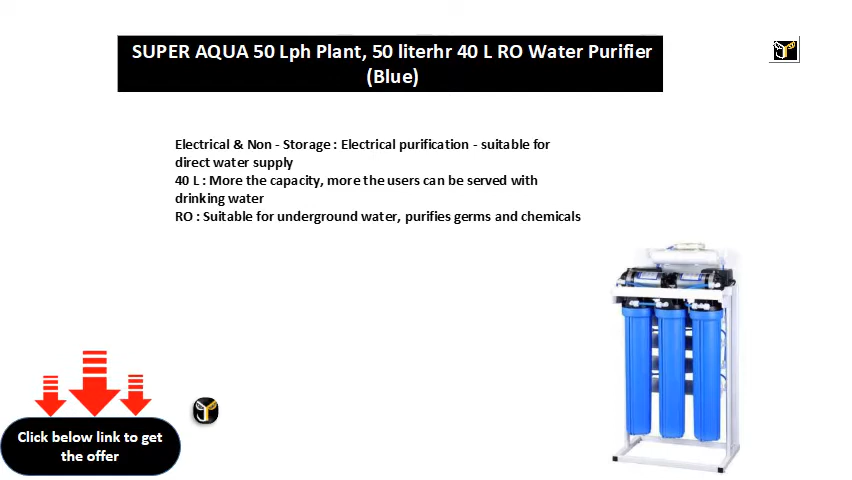 SUPER AQUA 50 Lph Plant, 50 literhr 40 L RO Water Purifier
(Blue)
Electrical & Non - Storage : Electrical purification - suitable for
direct water supply
40 L : More the capacity, more the users can be served with
drinking water
RO : Suitable for underground water, purifies germs and chemicals
Click below link to get
the offer